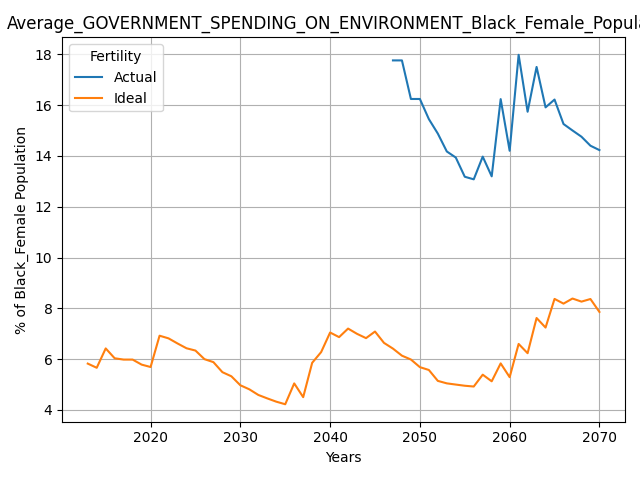 Average_GOVERNMENT_SPENDING_ON_ENVIRONMENT_Black_Female_Popula
Fertility
Actual
Ideal
% of Black_Female Population
18
16
14
12
10
8
6
4
2020 2030 2040 2050 2060 2070
Years